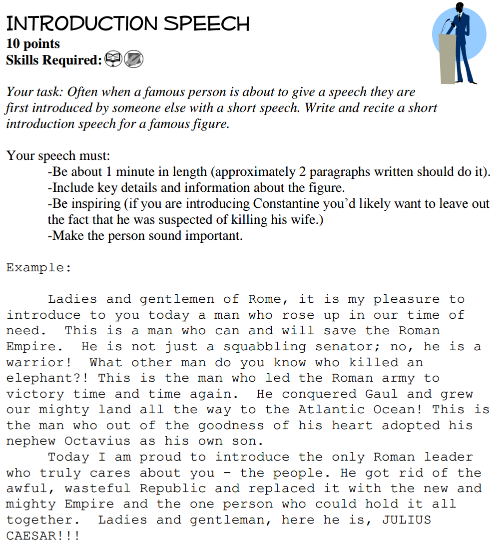 INTRODUCTION SPEECH
10 points
Skills Required:
Your task: Often when a famous person is about to give a speech they are
first introduced by someone else with a short speech. Write and recite a short
introduction speech for a famous figure.
Your speech must:
-Be about 1 minute in length (approximately 2 paragraphs written should do it).
-Include key details and information about the figure.
-Be inspiring (if you are introducing Constantine you’d likely want to leave out
the fact that he was suspected of killing his wife.)
-Make the person sound important.
Example:
Ladies and gentlemen of Rome, it is my pleasure to
introduce to you today a man who rose up in our time of
need. This is a man who can and will save the Roman
Empire. He is not just a squabbling senator; no, he is a
warrior! What other man do you know who killed an
elephant?! This is the man who led the Roman army to
victory time and time again. He conquered Gaul and grew
our mighty land all the way to the Atlantic Ocean! This is
the man who out of the goodness of his heart adopted his
nephew Octavius as his own son.
Today I am proud to introduce the only Roman leader
who truly cares about you – the people. He got rid of the
awful, wasteful Republic and replaced it with the new and
mighty Empire and the one person who could hold it all
together. Ladies and gentleman, here he is, JULIUS
CAESAR!!!